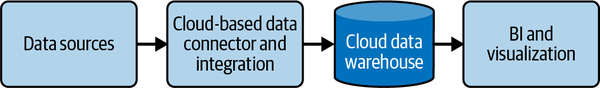 Data sources
Cloud-based data
connector and
integration
Cloud data
warehouse
BI and
visualization